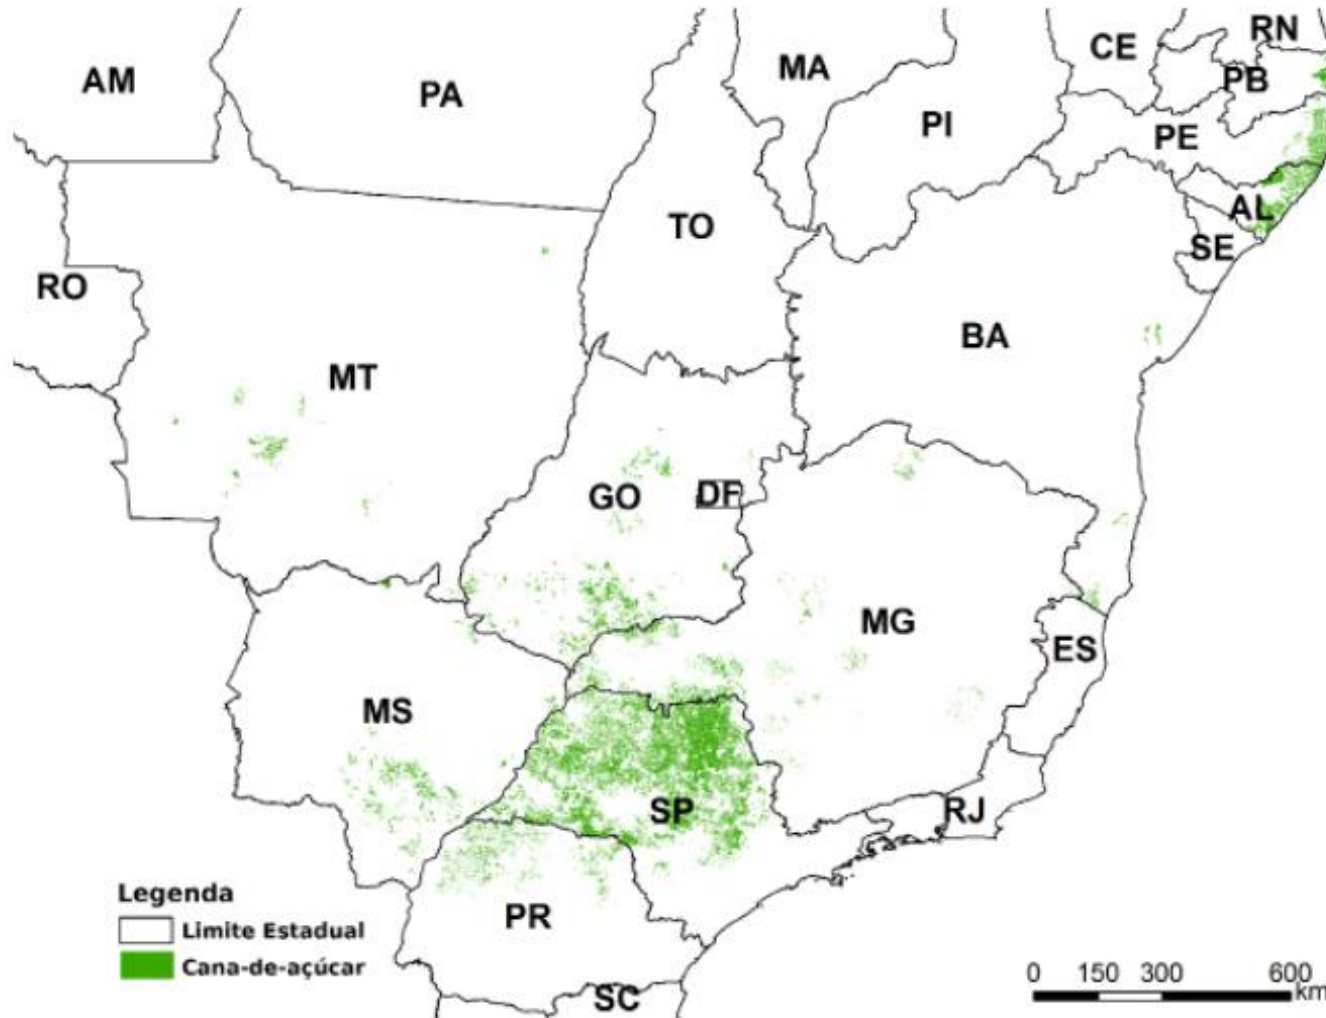 RN
CE
MA
PB
AM
PA
PI
PE
AL
TO
SE
RO
BA
MT
DF
GO
MG
ES
MS
SP
RJ
Legenda
PR
Limite Estadual
Cana-de-açúcar
0 150 300 600
km
SC